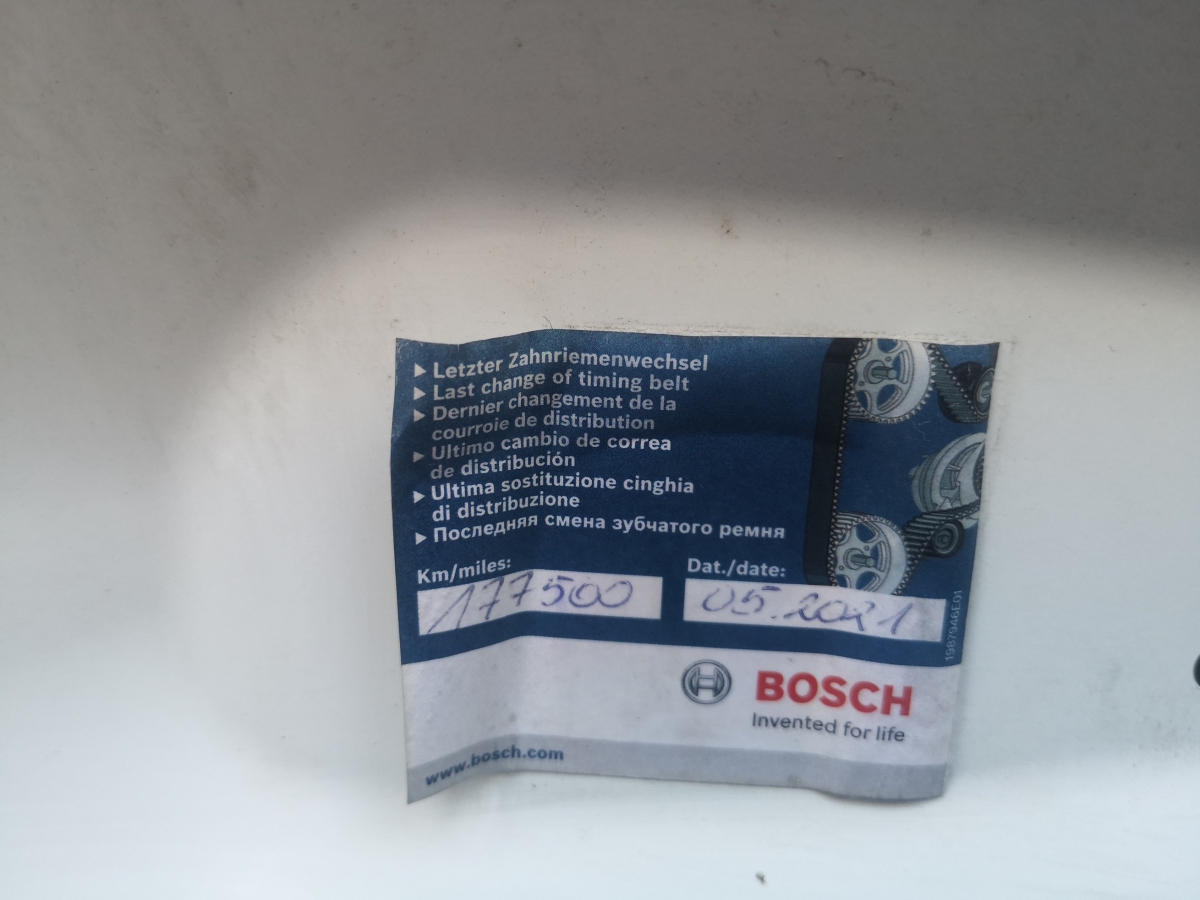 ▶ Letzter Zahnriemenwechsel
▶ Last change of timing belt
▶ Dernier changement de la
courroie de distribution
▶ Ultimo cambio de correa
de distribución
▶ Ultima sostituzione cinghia
di distribuzione
▶ Последняя смена зубчатого ремня
Km/miles:
177500
Dat./date:
05.2021
1987946E01
BOSCH
Invented for life
www.bosch.com